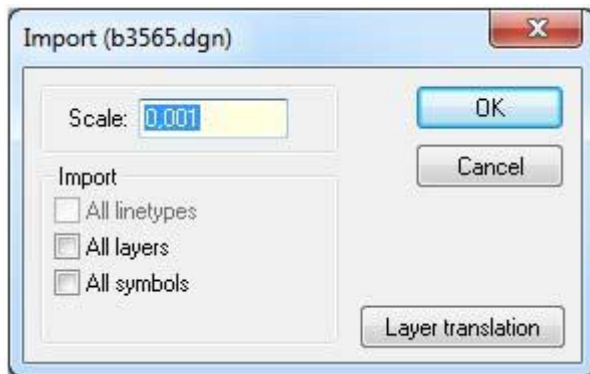 Import (b3565.dgn)
Scale: 0,001
OK
Cancel
Import
All linetypes
All layers
All symbols
Layer translation